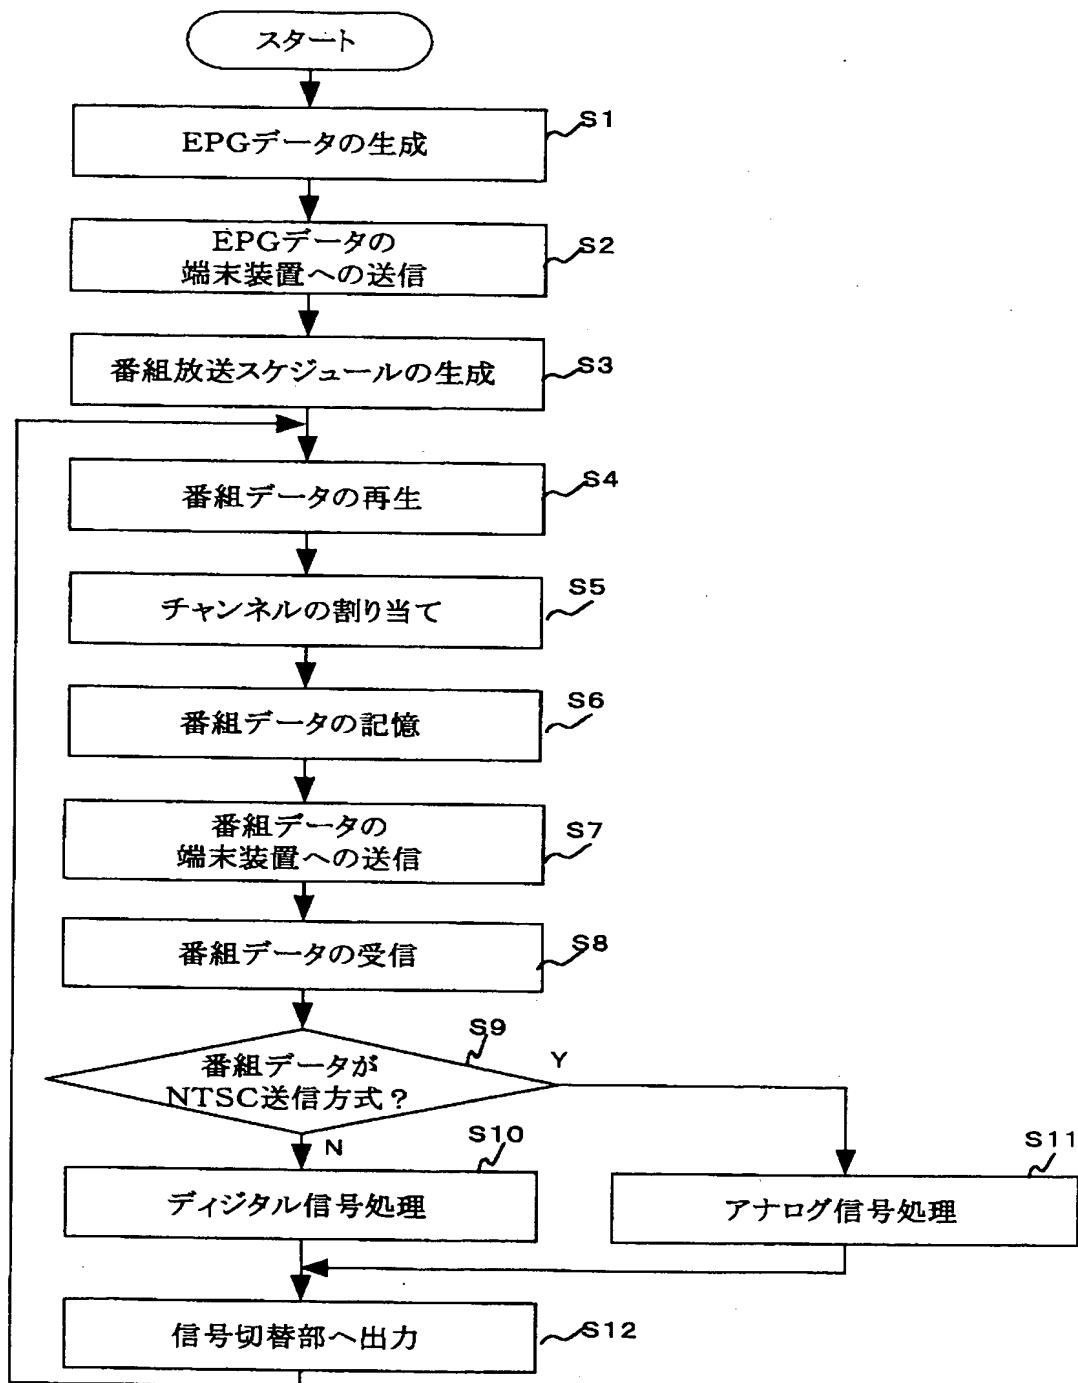 スタート
EPGデータの生成
S1
EPGデータの
端末装置への送信
S2
番組放送スケジュールの生成
S3
番組データの再生
S4
チャンネルの割り当て
S5
番組データの記憶
S6
番組データの
端末装置への送信
S7
番組データの受信
S8
S9
番組データが
NTSC送信方式?
Y
N
S10
ディジタル信号処理
S11
アナログ信号処理
信号切替部へ出力
S12